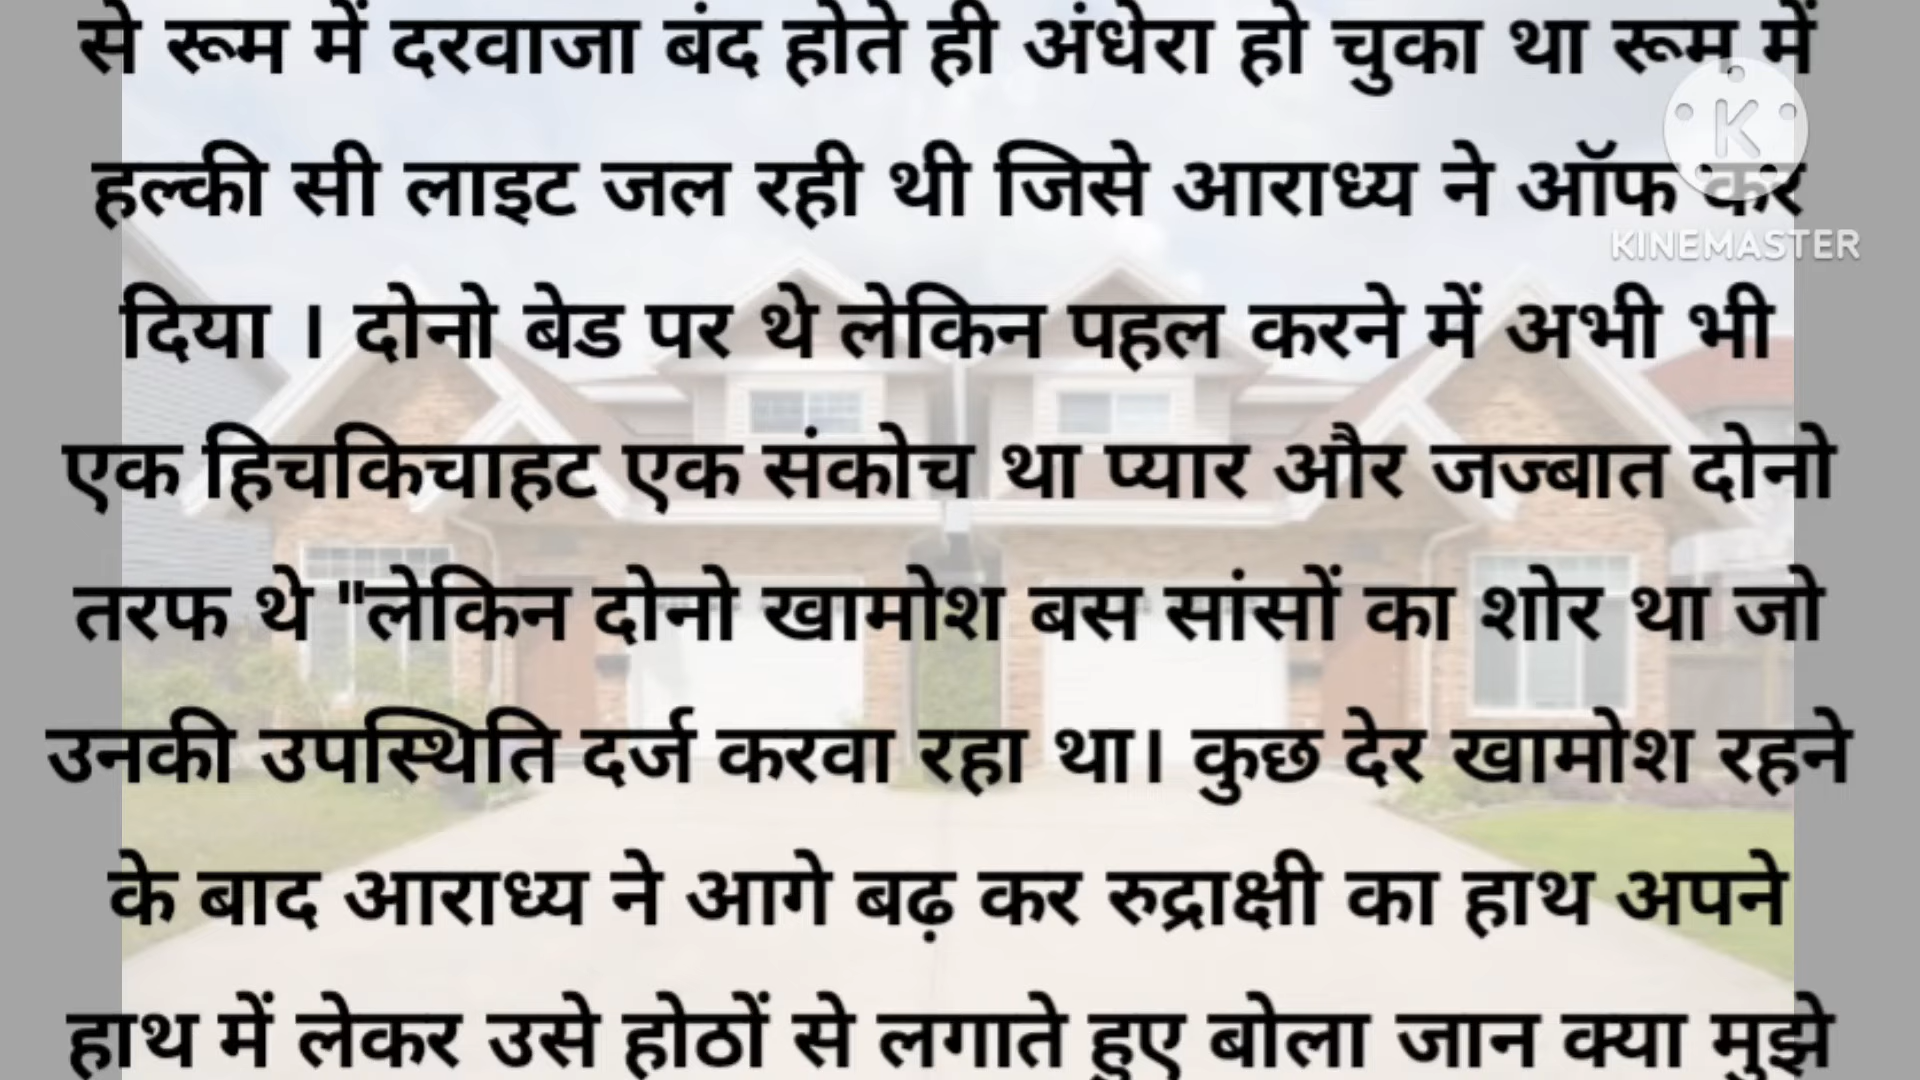 से रूम में दरवाजा बंद होते ही अंधेरा हो चुका था रूम में
हल्की सी लाइट जल रही थी जिसे आराध्य ने ऑफ कर
KINEMASTER
दिया । दोनो बेड पर थे लेकिन पहल करने में अभी भी
एक हिचकिचाहट एक संकोच था प्यार और जज्बात दोनो
तरफ थे "लेकिन दोनो खामोश बस सांसों का शोर था जो
उनकी उपस्थिति दर्ज करवा रहा था। कुछ देर खामोश रहने
के बाद आराध्य ने आगे बढ़ कर रुद्राक्षी का हाथ अपने
हाथ में लेकर उसे होठों से लगाते हुए बोला जान क्या मुझे